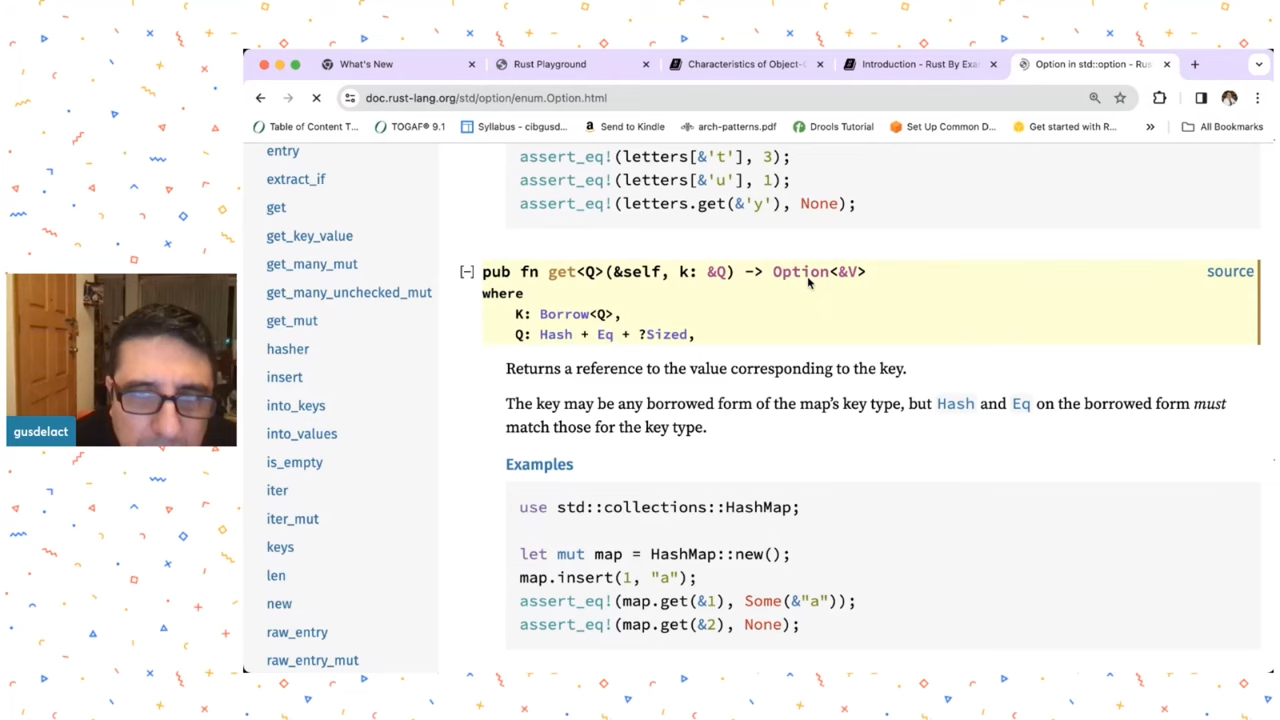 What's New
Rust Playground
Characteristics of Object-
Introduction - Rust By Exa
Option in std::option - Rus
doc.rust-lang.org/std/option/enum.Option.html
Table of Content T...
TOGAF® 9.1
Syllabus - cibgusd...
Send to Kindle
arch-patterns.pdf
Drools Tutorial
Set Up Common D...
Get started with R...
All Bookmarks
entry
extract_if
get
get_key_value
get_many_mut
get_many_unchecked_mut
get_mut
hasher
insert
into_keys
into_values
is_empty
iter
iter_mut
keys
len
new
raw_entry
raw_entry_mut
assert_eq!(letters[&'t'], 3);
assert_eq!(letters[&'u'], 1);
assert_eq!(letters.get(&'y'), None);
[−] pub fn get<Q>(&self, k: &Q) -> Option<&V> source
where
K: Borrow<Q>,
Q: Hash + Eq + ?Sized,
Returns a reference to the value corresponding to the key.
The key may be any borrowed form of the map’s key type, but Hash and Eq on the borrowed form must
match those for the key type.
Examples
use std::collections::HashMap;
let mut map = HashMap::new();
map.insert(1, "a");
assert_eq!(map.get(&1), Some(&"a"));
assert_eq!(map.get(&2), None);
gusdelact